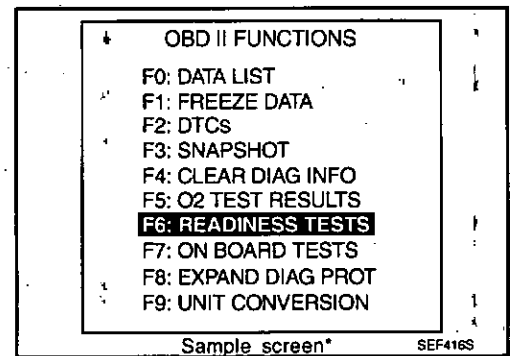 OBD II FUNCTIONS
F0: DATA LIST
F1: FREEZE DATA
F2: DTCs
F3: SNAPSHOT
F4: CLEAR DIAG INFO
F5: O2 TEST RESULTS
F6: READINESS TESTS
F7: ON BOARD TESTS
F8: EXPAND DIAG PROT
F9: UNIT CONVERSION
Sample screen*
SEF416S